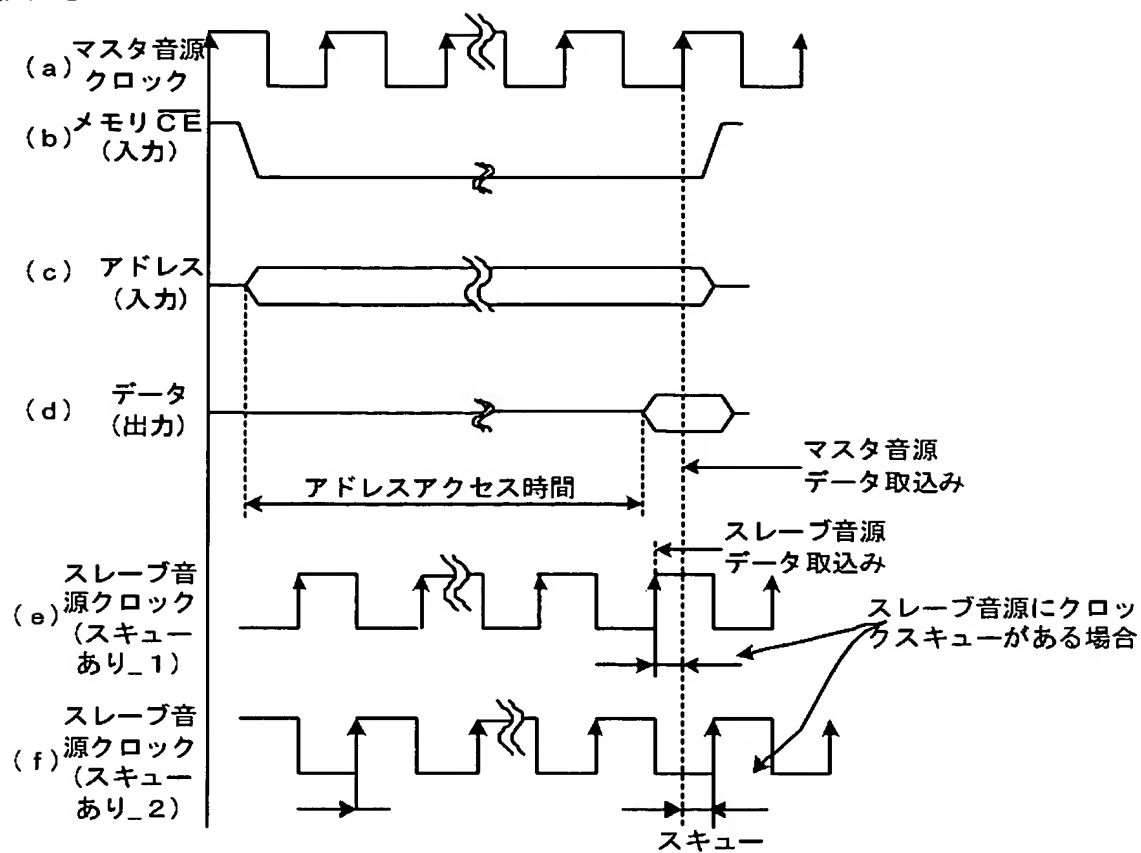 (a) マスタ音源
クロック
(b) メモリCE
(入力)
(c) アドレス
(入力)
(d) データ
(出力)
マスタ音源
データ取込み
アドレスアクセス時間
スレーブ音源
データ取込み
(e) スレーブ音
源クロック
(スキュー
あり_1)
スレーブ音源にクロッ
クスキューがある場合
(f) スレーブ音
源クロック
(スキュー
あり_2)
スキュー